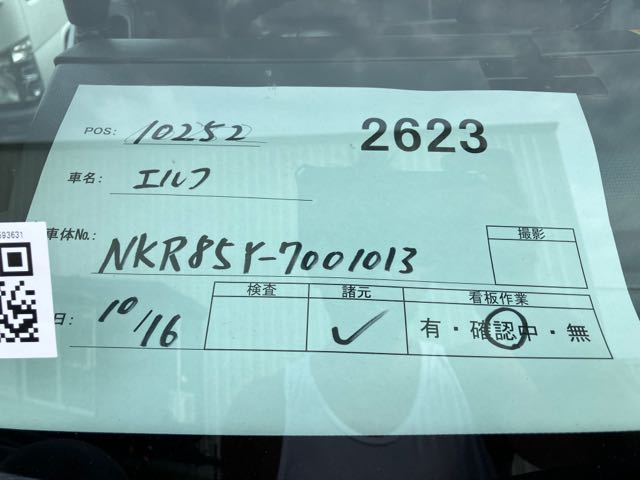 POS: 10252 2623
車名: エルフ
車体No.: NKR85Y-7001013
撮影
693631
日: 10/16
検査 諸元 看板作業
✓ 有・確認中・無